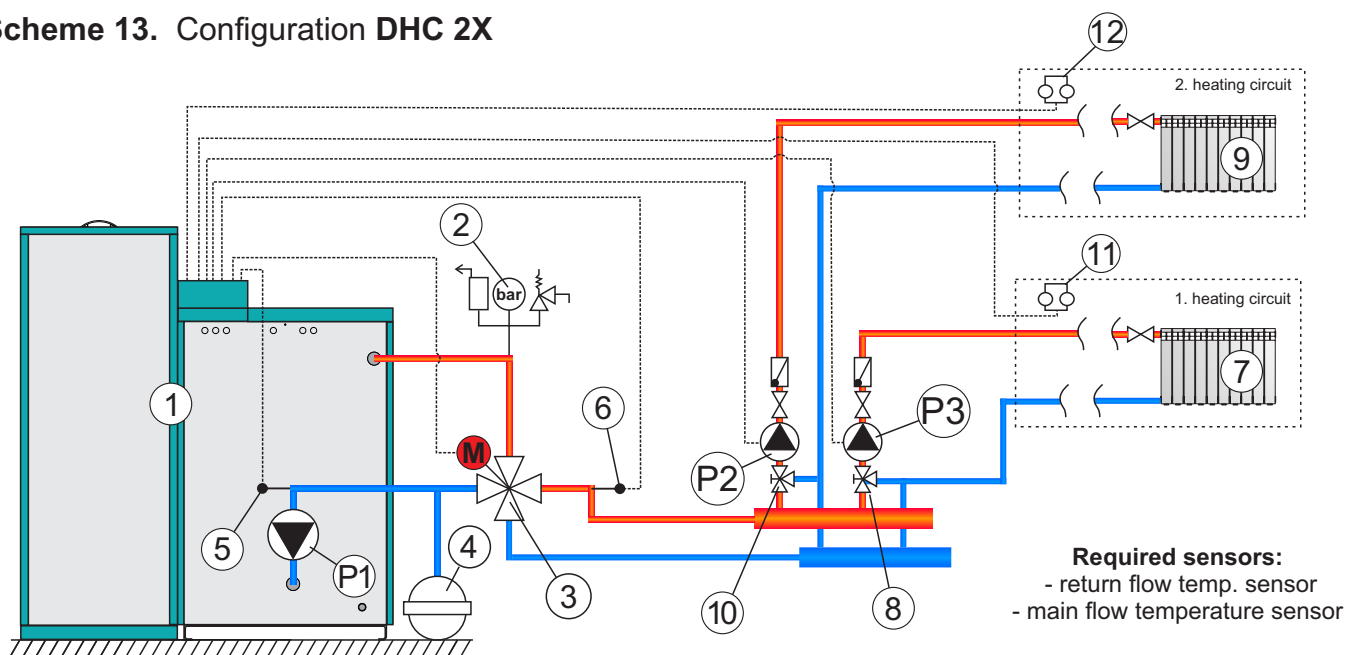 cheme 13. Configuration DHC 2X
12
2. heating circuit
9
2
bar
11
1. heating circuit
7
1
6
M
P3
P2
5
P1
4
3
10
8
Required sensors:
- return flow temp. sensor
- main flow temperature sensor